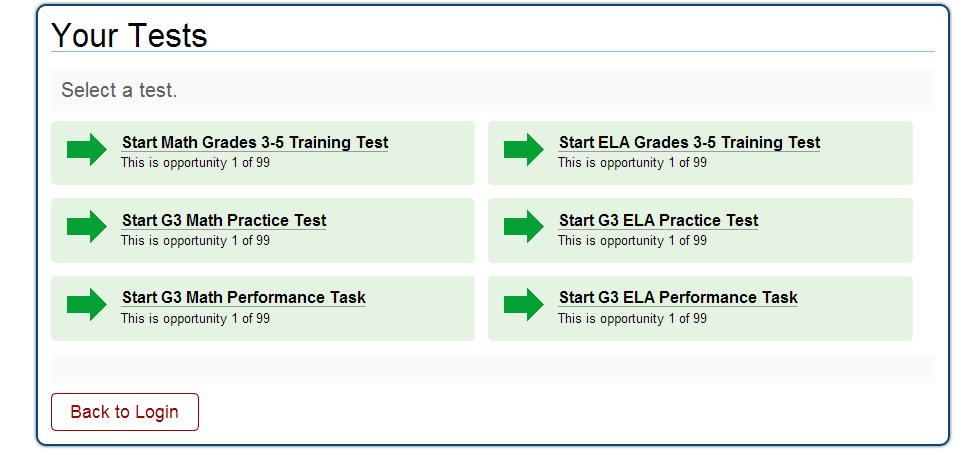 Your Tests
Select a test.
Start Math Grades 3-5 Training Test
This is opportunity 1 of 99
Start ELA Grades 3-5 Training Test
This is opportunity 1 of 99
Start G3 Math Practice Test
This is opportunity 1 of 99
Start G3 ELA Practice Test
This is opportunity 1 of 99
Start G3 Math Performance Task
This is opportunity 1 of 99
Start G3 ELA Performance Task
This is opportunity 1 of 99
Back to Login